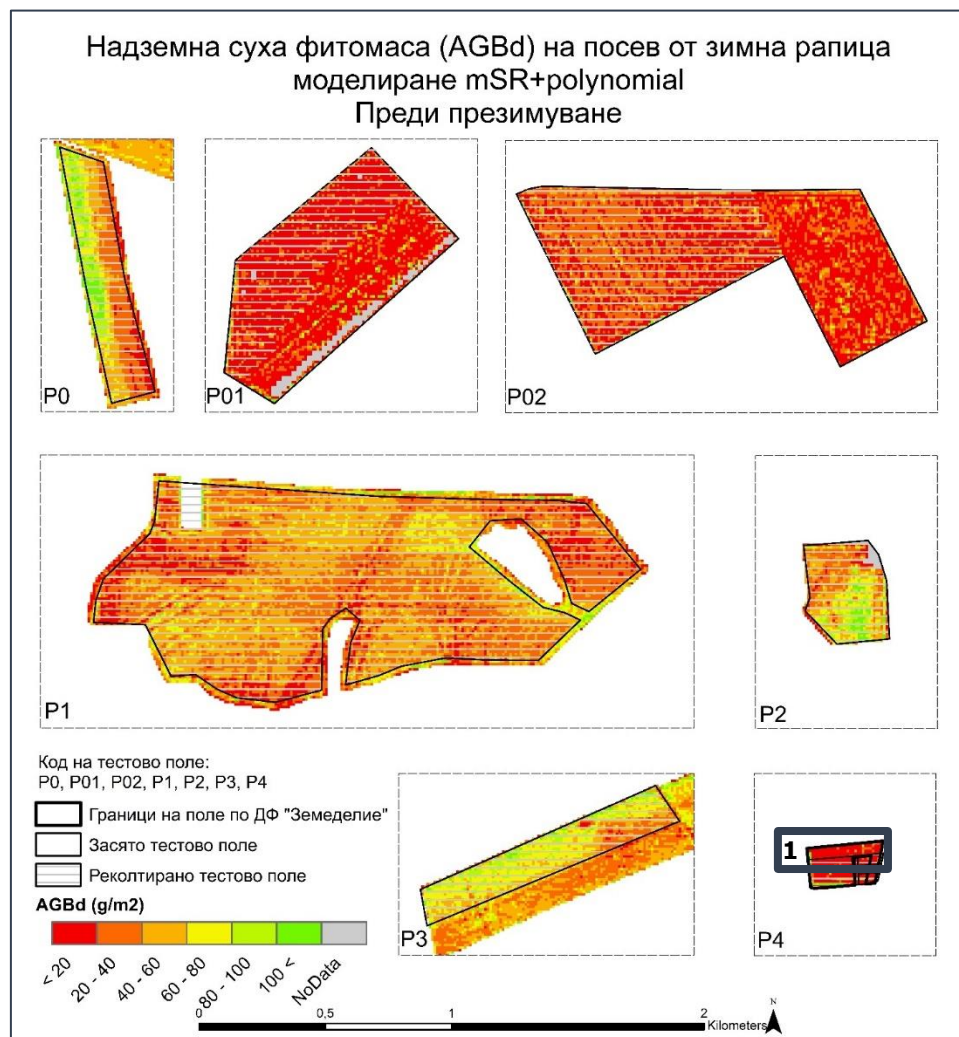 Надземна суха фитомаса (AGBd) на посев от зимна рапица
моделиране mSR+polynomial
Преди презимуване
P0
P01
P02
P1
P2
Код на тестово поле:
P0, P01, P02, P1, P2, P3, P4
Граници на поле по ДФ "Земеделие"
Засято тестово поле
Реколтирано тестово поле
AGBd (g/m2)
< 20
20 - 40
40 - 60
60 - 80
80 - 100
100 <
NoData
P3
1
P4
0 0,5 1 2
Kilometers
N